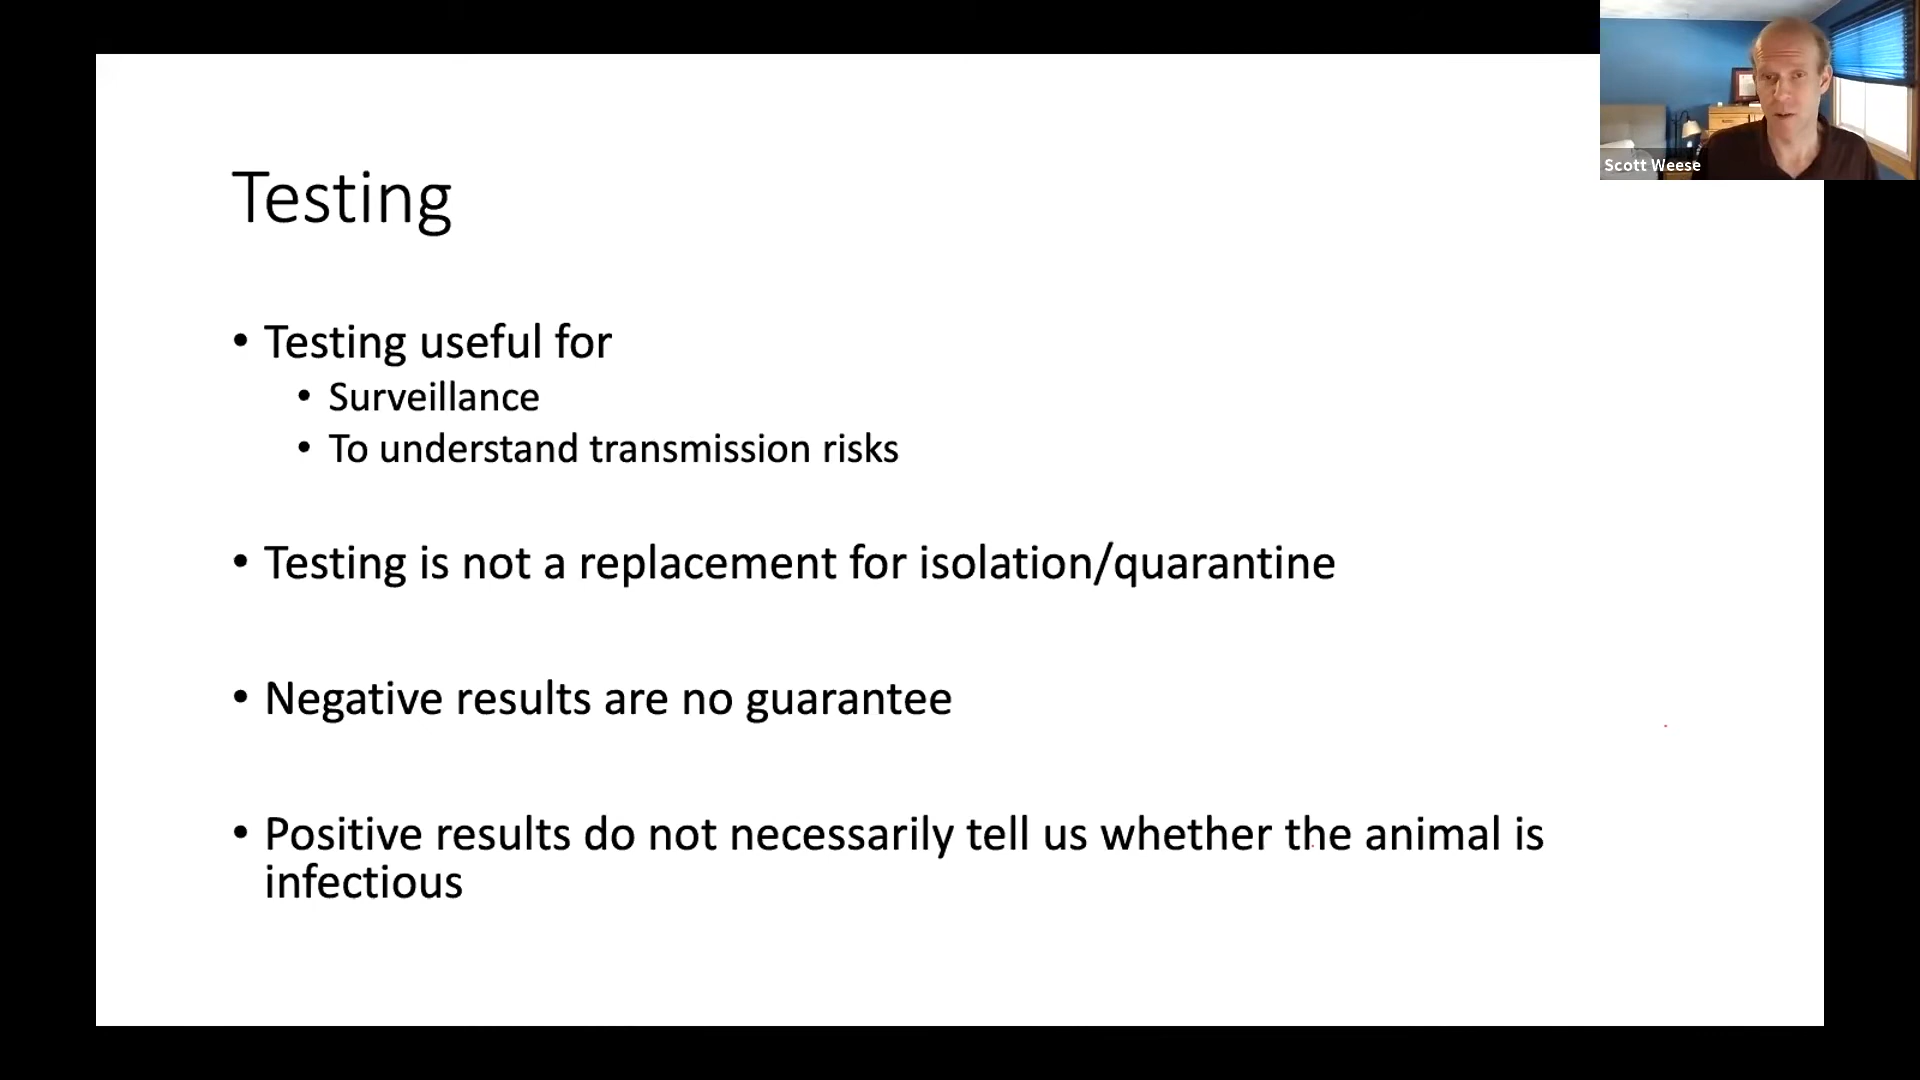 Scott Weese
Testing
• Testing useful for
• Surveillance
• To understand transmission risks
• Testing is not a replacement for isolation/quarantine
• Negative results are no guarantee
• Positive results do not necessarily tell us whether the animal is
infectious